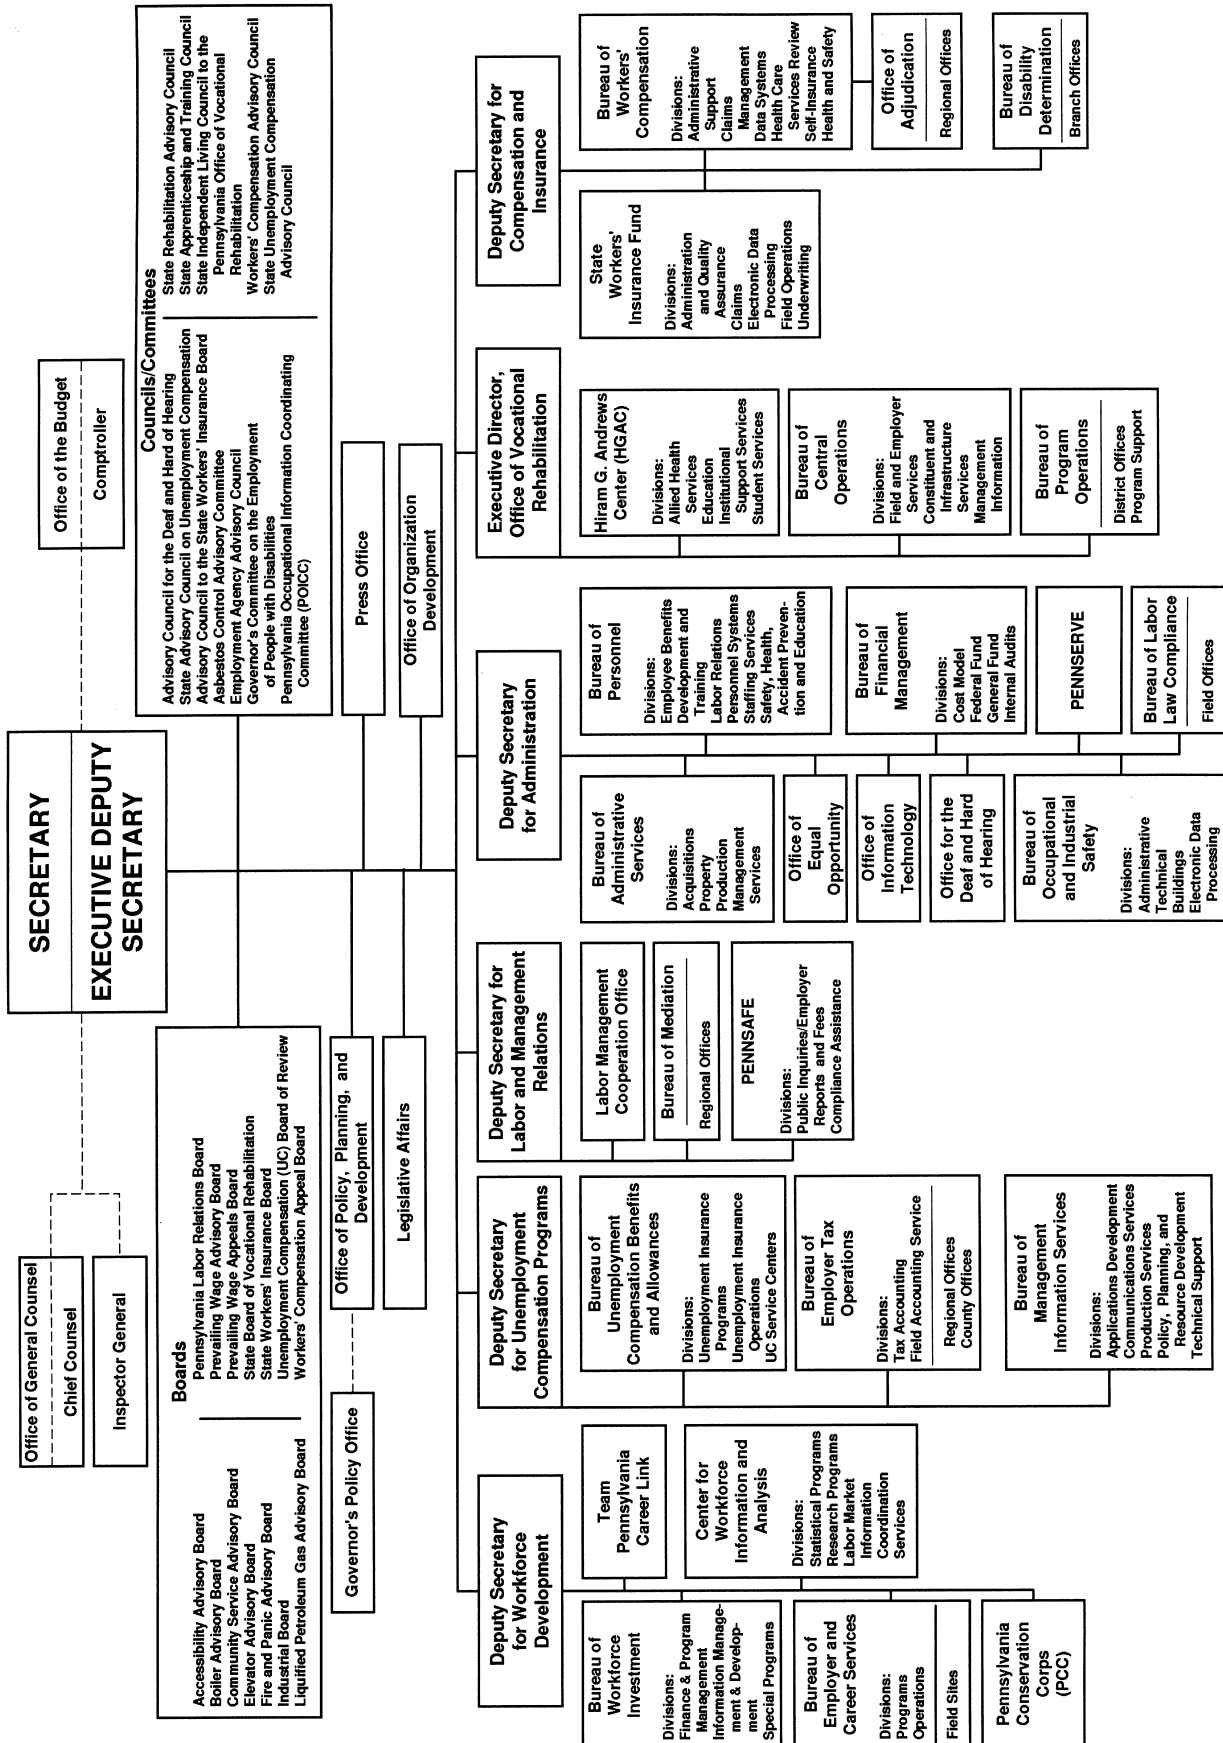 SECRETARY
EXECUTIVE DEPUTY
SECRETARY
Office of General Counsel
Chief Counsel
Inspector General
Office of the Budget
Comptroller
Boards
Accessibility Advisory Board
Boiler Advisory Board
Community Service Advisory Board
Elevator Advisory Board
Fire and Panic Advisory Board
Industrial Board
Liquified Petroleum Gas Advisory Board
Pennsylvania Labor Relations Board
Prevailing Wage Advisory Board
Prevailing Wage Appeals Board
State Board of Vocational Rehabilitation
State Workers' Insurance Board
Unemployment Compensation (UC) Board of Review
Workers' Compensation Appeal Board
Councils/Committees
Advisory Council for the Deaf and Hard of Hearing
State Advisory Council on Unemployment Compensation
Advisory Council to the State Workers' Insurance Board
Asbestos Control Advisory Committee
Employment Agency Advisory Council
Governor's Committee on the Employment
of People with Disabilities
Pennsylvania Occupational Information Coordinating
Committee (POICC)
State Rehabilitation Advisory Council
State Apprenticeship and Training Council
State Independent Living Council to the
Pennsylvania Office of Vocational
Rehabilitation
Workers' Compensation Advisory Council
State Unemployment Compensation
Advisory Council
Governor's Policy Office
Office of Policy, Planning, and
Development
Legislative Affairs
Press Office
Office of Organization
Development
Deputy Secretary
for Workforce
Development
Bureau of
Workforce
Investment
Divisions:
Finance & Program
Management
Information Manage-
ment & Develop-
ment
Special Programs
Bureau of
Employer and
Career Services
Divisions:
Programs
Operations
Field Sites
Pennsylvania
Conservation
Corps
(PCC)
Team
Pennsylvania
Career Link
Center for
Workforce
Information and
Analysis
Divisions:
Statistical Programs
Research Programs
Labor Market
Information
Coordination
Services
Deputy Secretary
for Unemployment
Compensation Programs
Bureau of
Unemployment
Compensation Benefits
and Allowances
Divisions:
Unemployment Insurance
Programs
Unemployment Insurance
Operations
UC Service Centers
Bureau of
Employer Tax
Operations
Divisions:
Tax Accounting
Field Accounting Service
Regional Offices
County Offices
Bureau of
Management
Information Services
Divisions:
Applications Development
Communications Services
Production Services
Policy, Planning, and
Resource Development
Technical Support
Deputy Secretary for
Labor and Management
Relations
Labor Management
Cooperation Office
Bureau of Mediation
Regional Offices
PENNSAFE
Divisions:
Public Inquiries/Employer
Reports and Fees
Compliance Assistance
Deputy Secretary
for Administration
Bureau of
Administrative
Services
Divisions:
Acquisitions
Property
Production
Management
Services
Office of
Equal
Opportunity
Office of
Information
Technology
Office for the
Deaf and Hard
of Hearing
Bureau of
Occupational
and Industrial
Safety
Divisions:
Administrative
Technical
Buildings
Electronic Data
Processing
Bureau of
Personnel
Divisions:
Employee Benefits
Development and
Training
Labor Relations
Personnel Systems
Staffing Services
Safety, Health,
Accident Preven-
tion and Education
Bureau of
Financial
Management
Divisions:
Cost Model
Federal Fund
General Fund
Internal Audits
PENNSERVE
Bureau of Labor
Law Compliance
Field Offices
Executive Director,
Office of Vocational
Rehabilitation
Hiram G. Andrews
Center (HGAC)
Divisions:
Allied Health
Services
Education
Institutional
Support Services
Student Services
Bureau of
Central
Operations
Divisions:
Field and Employer
Services
Constituent and
Infrastructure
Services
Management
Information
Bureau of
Program
Operations
District Offices
Program Support
Deputy Secretary for
Compensation and
Insurance
State
Workers'
Insurance Fund
Divisions:
Administration
and Quality
Assurance
Claims
Electronic Data
Processing
Field Operations
Underwriting
Bureau of
Workers'
Compensation
Divisions:
Administrative
Support
Claims
Management
Data Systems
Health Care
Services Review
Self-Insurance
Health and Safety
Office of
Adjudication
Regional Offices
Bureau of
Disability
Determination
Branch Offices